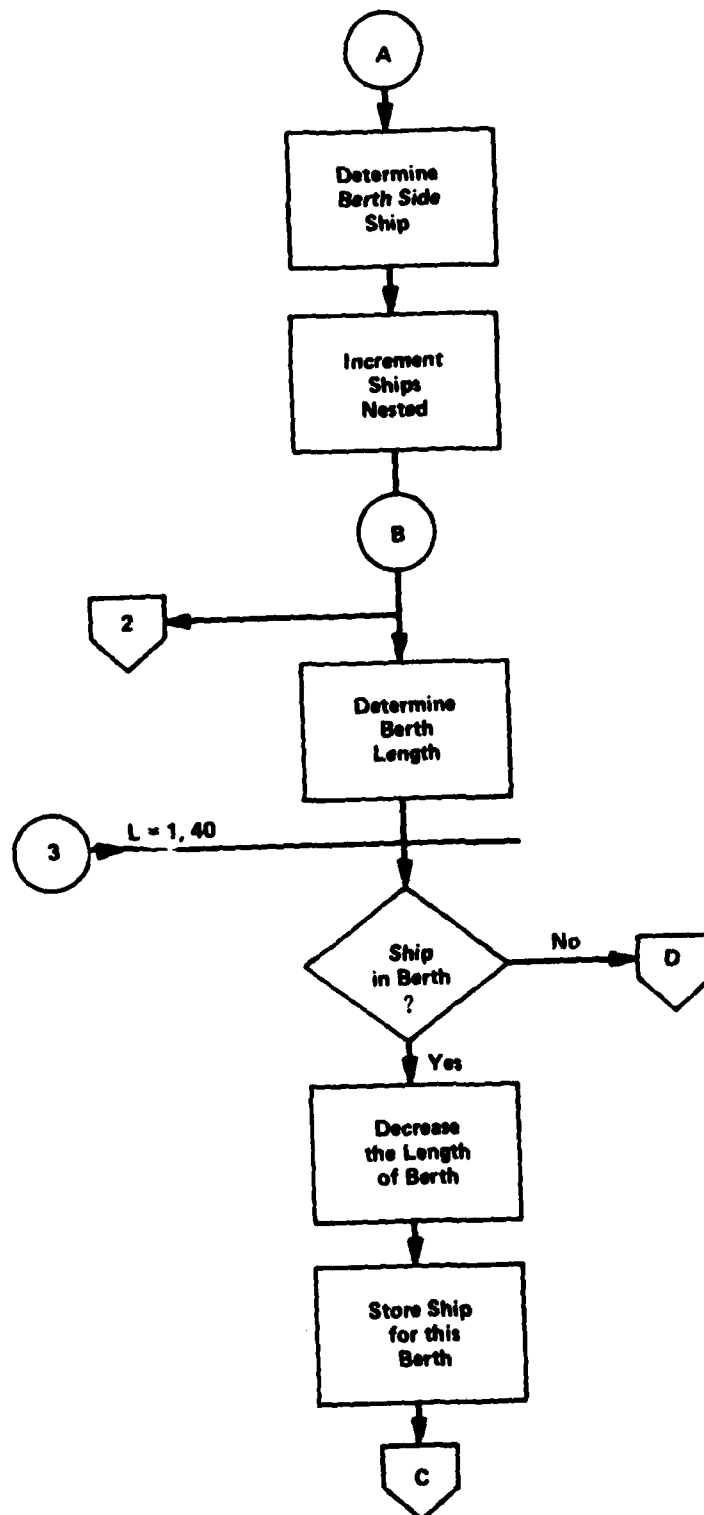 A
Determine
Berth Side
Ship
Increment
Ships
Nested
B
2
Determine
Berth
Length
3
L = 1, 40
Ship
in Berth
?
No
D
Yes
Decrease
the Length
of Berth
Store Ship
for this
Berth
C